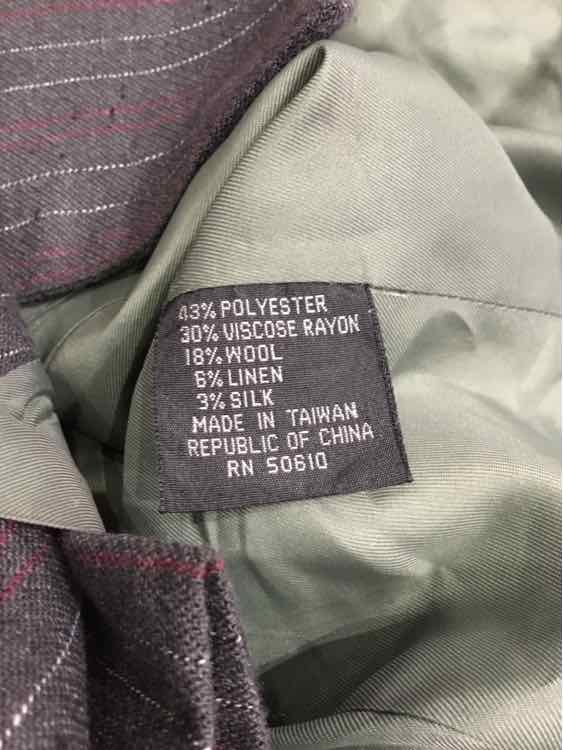 43% POLYESTER
30% VISCOSE RAYON
18% WOOL
6% LINEN
3% SILK
MADE IN TAIWAN
REPUBLIC OF CHINA
RN 50610